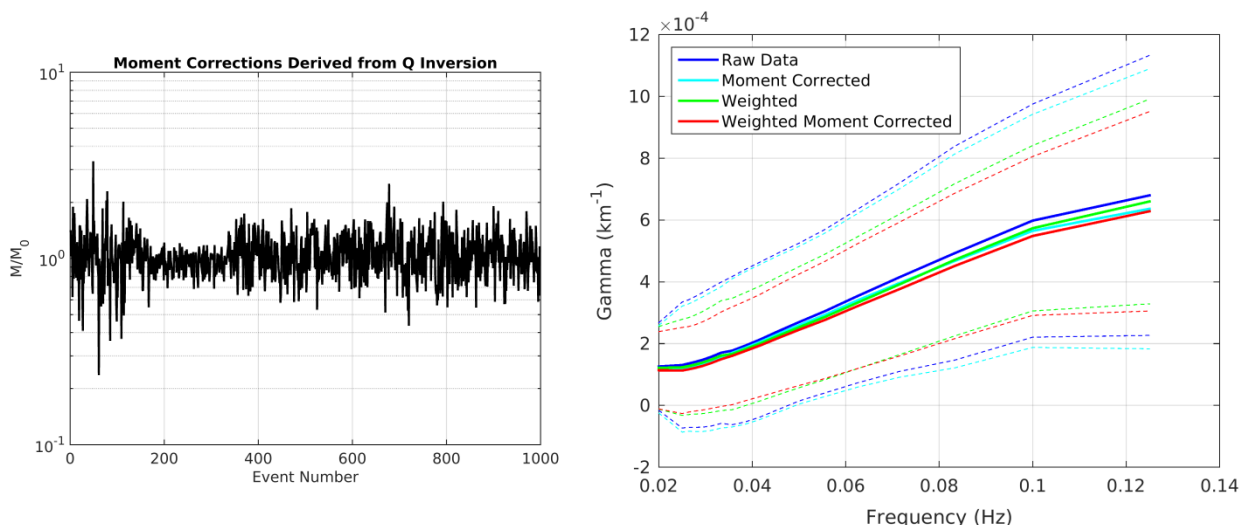 Moment Corrections Derived from Q Inversion
10^1
10^0
10^-1
M/M_0
0 200 400 600 800 1000
Event Number
×10^-4
12
10
8
6
4
2
0
-2
Gamma (km^-1)
Raw Data
Moment Corrected
Weighted
Weighted Moment Corrected
0.02 0.04 0.06 0.08 0.1 0.12 0.14
Frequency (Hz)